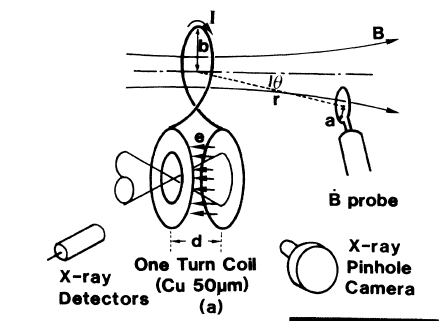 I
b
B
θ
r
a
e
Ḃ probe
d
X-ray
Detectors
One Turn Coil
(Cu 50μm)
(a)
X-ray
Pinhole
Camera